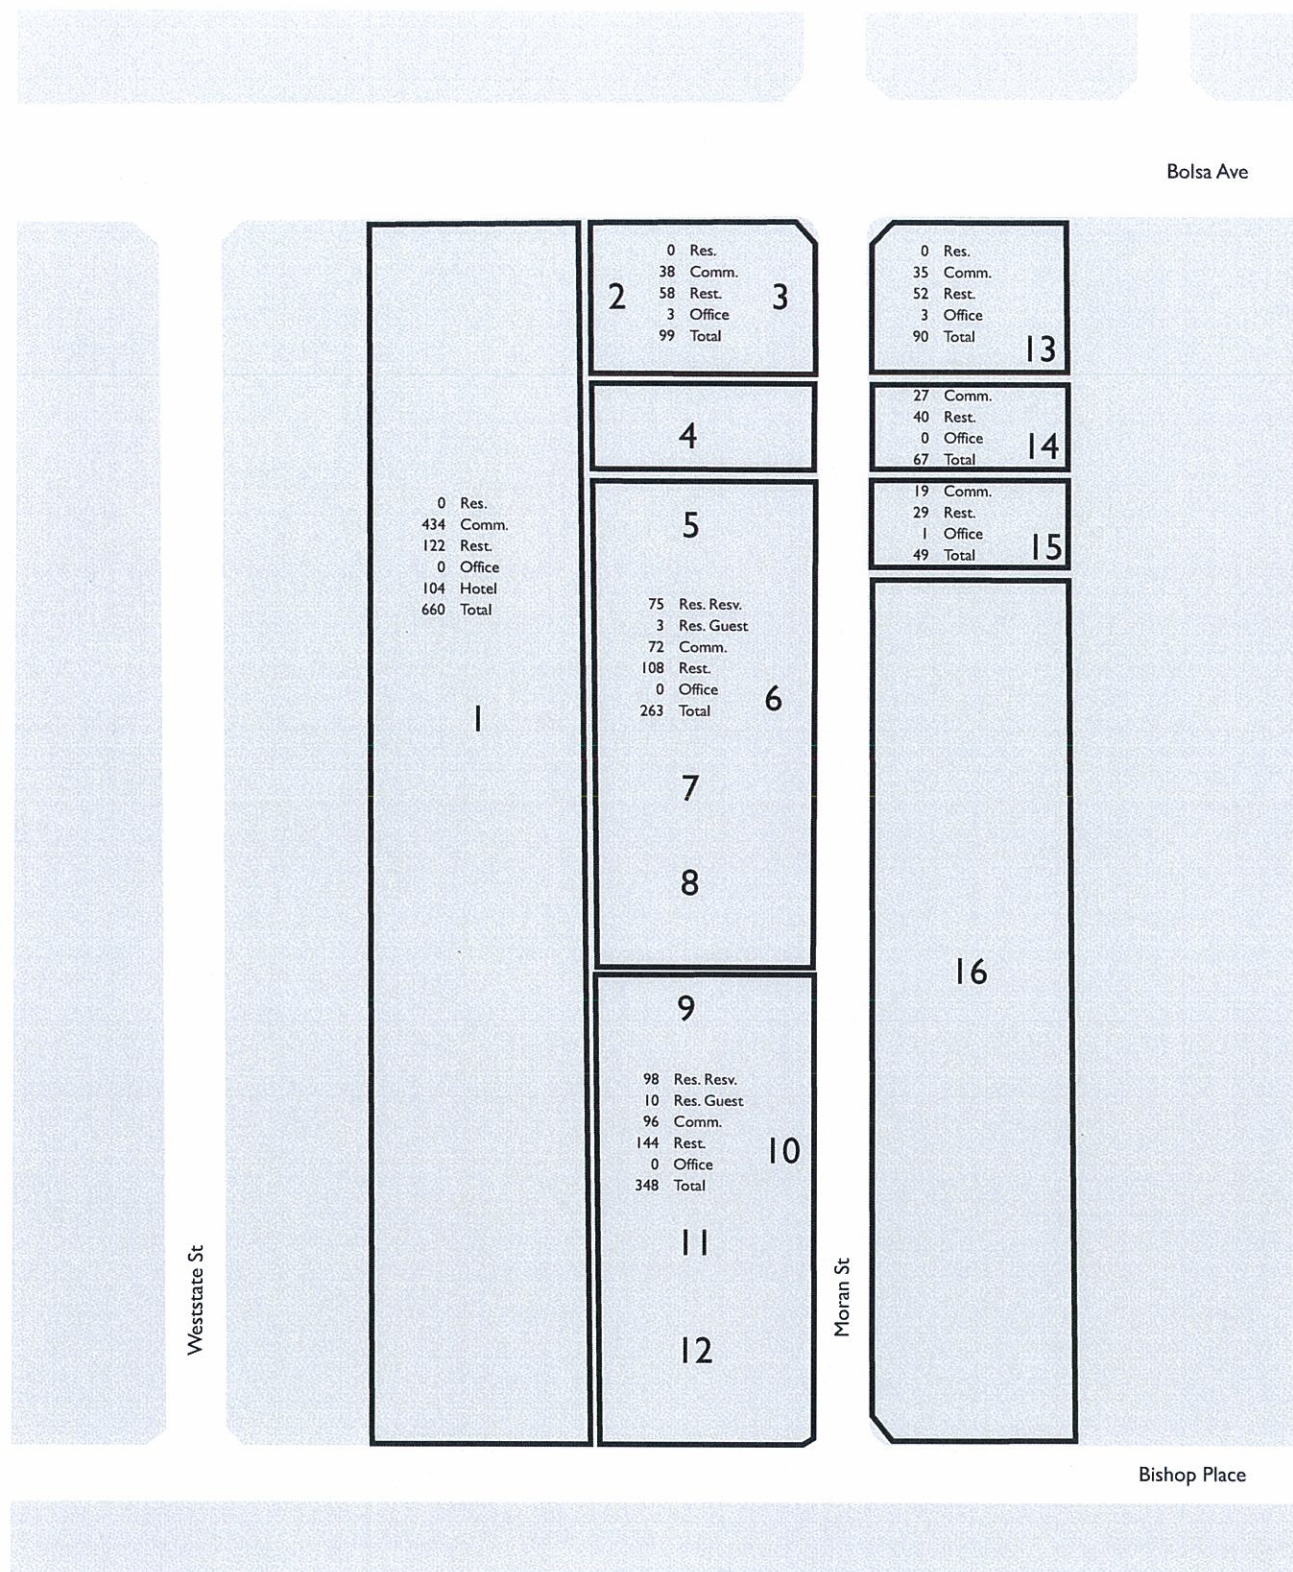 Bolsa Ave
0 Res.
38 Comm.
58 Rest.
3 Office
99 Total
2
3
0 Res.
35 Comm.
52 Rest.
3 Office
90 Total
13
4
27 Comm.
40 Rest.
0 Office
67 Total
14
0 Res.
434 Comm.
122 Rest.
0 Office
104 Hotel
660 Total
1
5
75 Res. Resv.
3 Res. Guest
72 Comm.
108 Rest.
0 Office
263 Total
6
7
8
19 Comm.
29 Rest.
1 Office
49 Total
15
16
9
98 Res. Resv.
10 Res. Guest
96 Comm.
144 Rest.
0 Office
348 Total
10
11
12
Weststate St
Moran St
Bishop Place